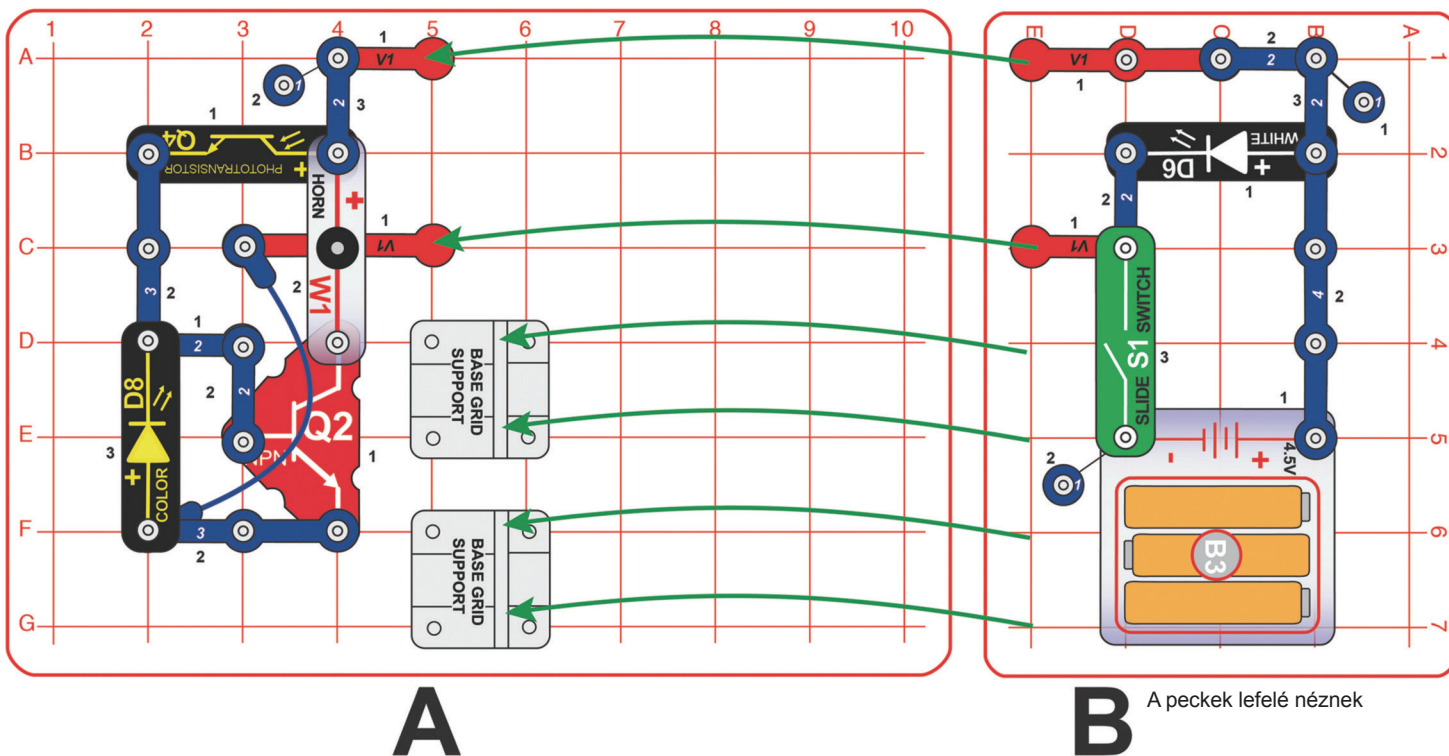 1 2 3 4 5 6 7 8 9 10
E D C B A
A
B
C
D
E
F
G
1
2
3
4
5
6
7
1
V1
2
1
2
3
1
Q4
PHOTOTRANSISTOR
+
HORN
+
W1
2
1
V1
3
2
1
2
2
2
D8
+
COLOR
3
Q2
NPN
1
3
2
BASE GRID
SUPPORT
BASE GRID
SUPPORT
V1
1
2
2
3
2
1
1
WHITE
D6
+
1
2
2
1
V1
SLIDE S1 SWITCH
3
4
2
1
2
1
-
+
4.5V
B3
A
B
A peckek lefelé néznek